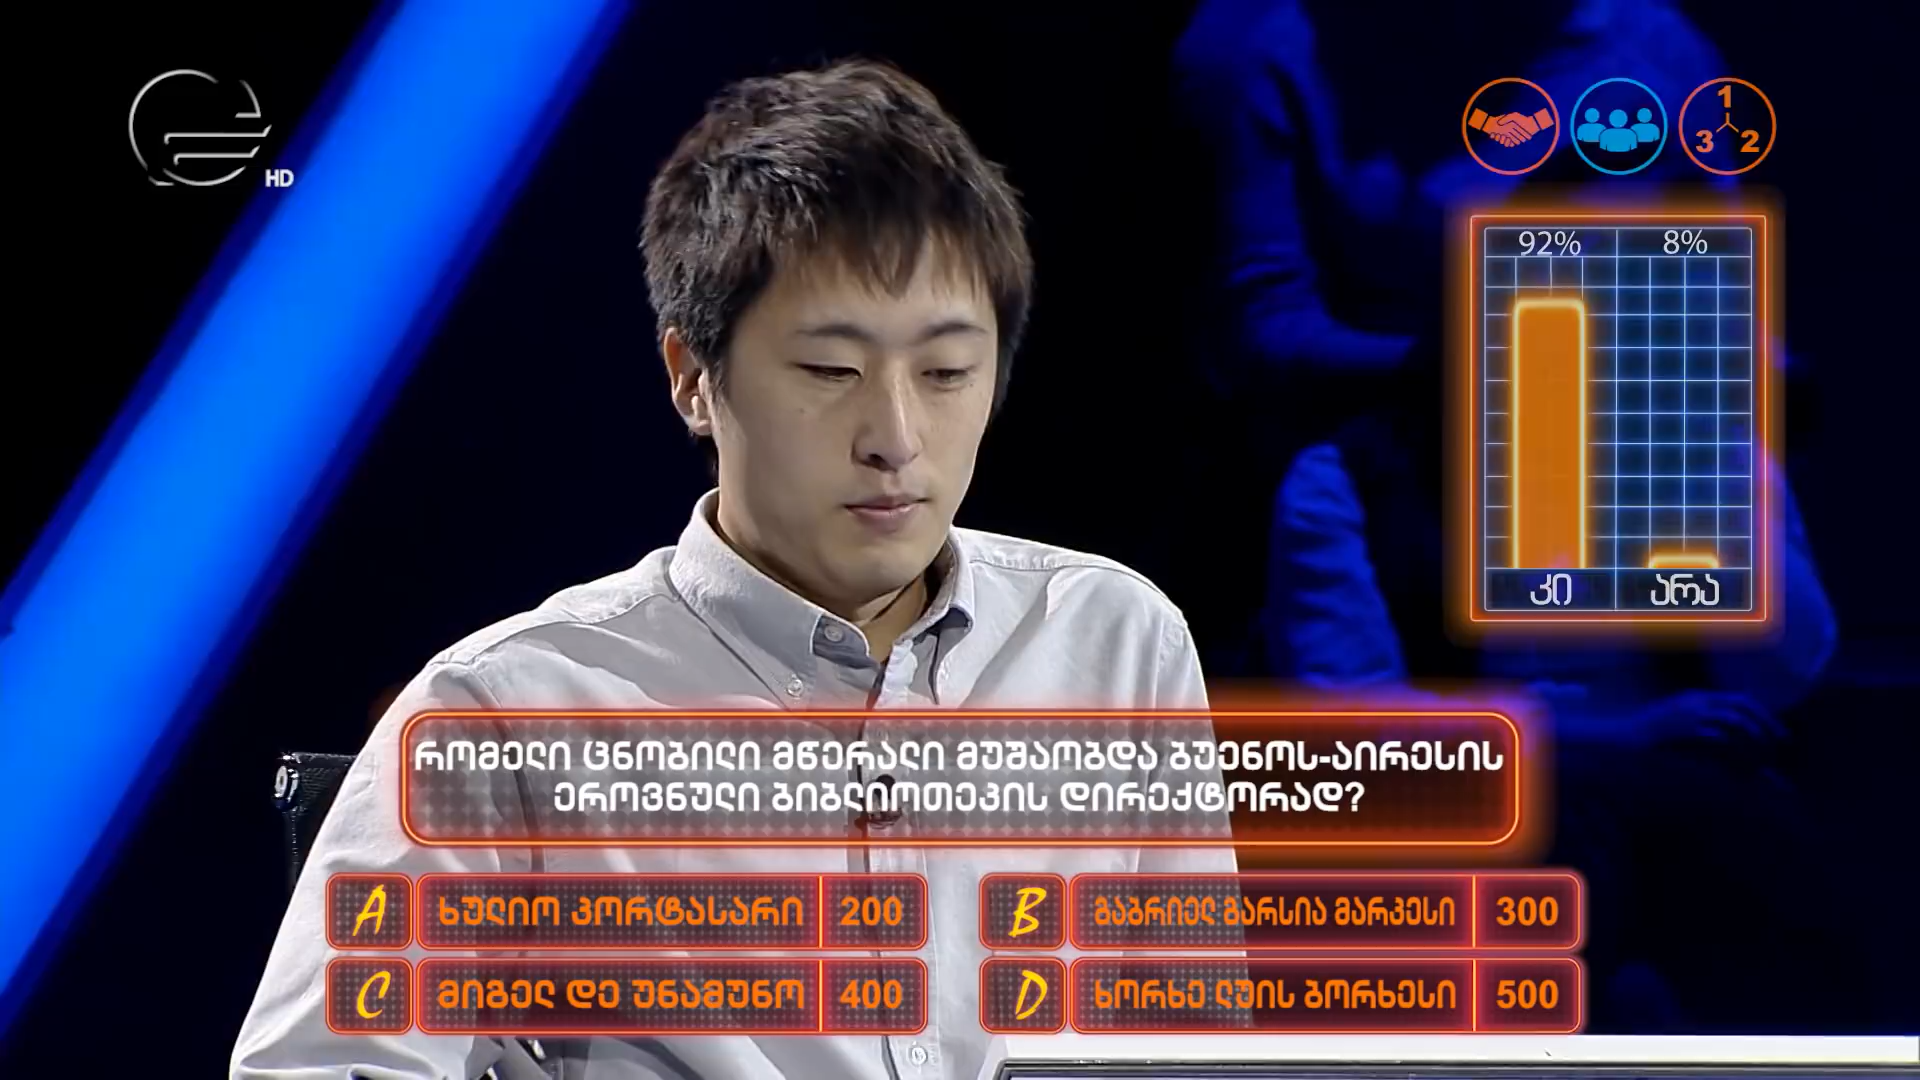 HD
1
3 2
92% 8%
კი არა
რომელი ცნობილი მწერალი მუშაობდა ბუენოს-აირესის
ეროვნული ბიბლიოთეკის დირექტორად?
A ხულიო კორტასარი 200
B გაბრიელ გარსია მარკესი 300
C მიგელ დე უნამუნო 400
D ხორხე ლუის ბორხესი 500